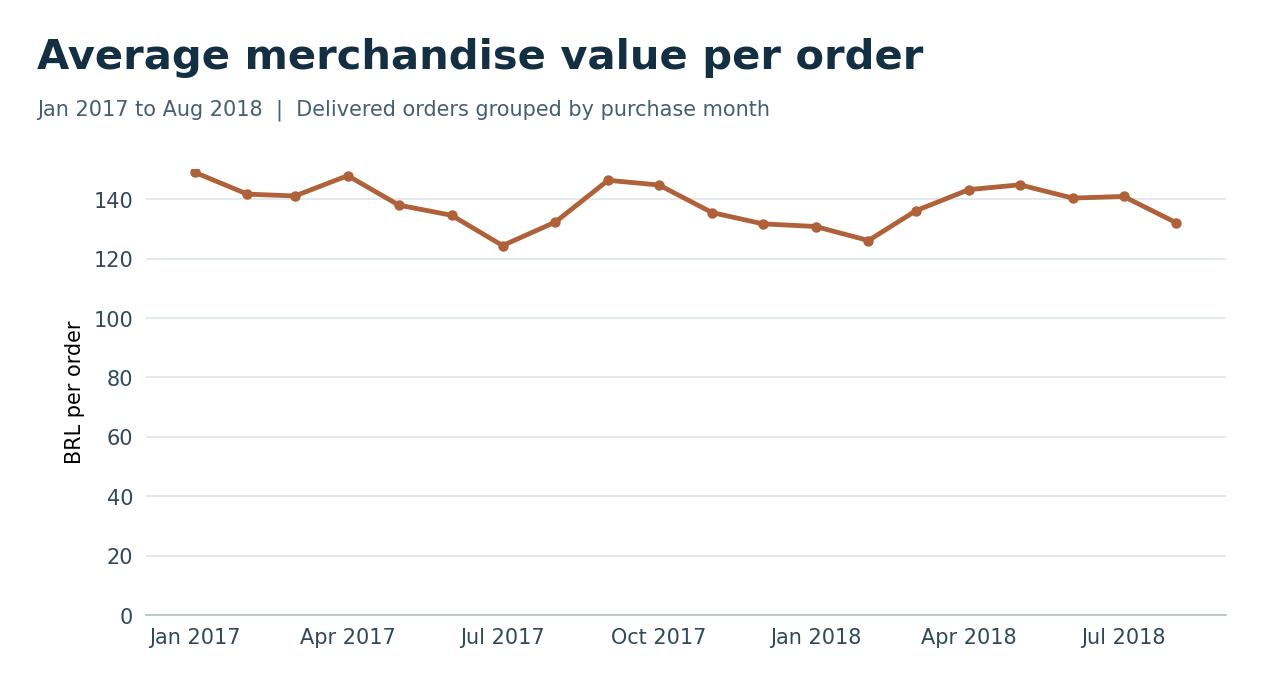 Average merchandise value per order
Jan 2017 to Aug 2018 | Delivered orders grouped by purchase month
BRL per order
140
120
100
80
60
40
20
0
Jan 2017 Apr 2017 Jul 2017 Oct 2017 Jan 2018 Apr 2018 Jul 2018